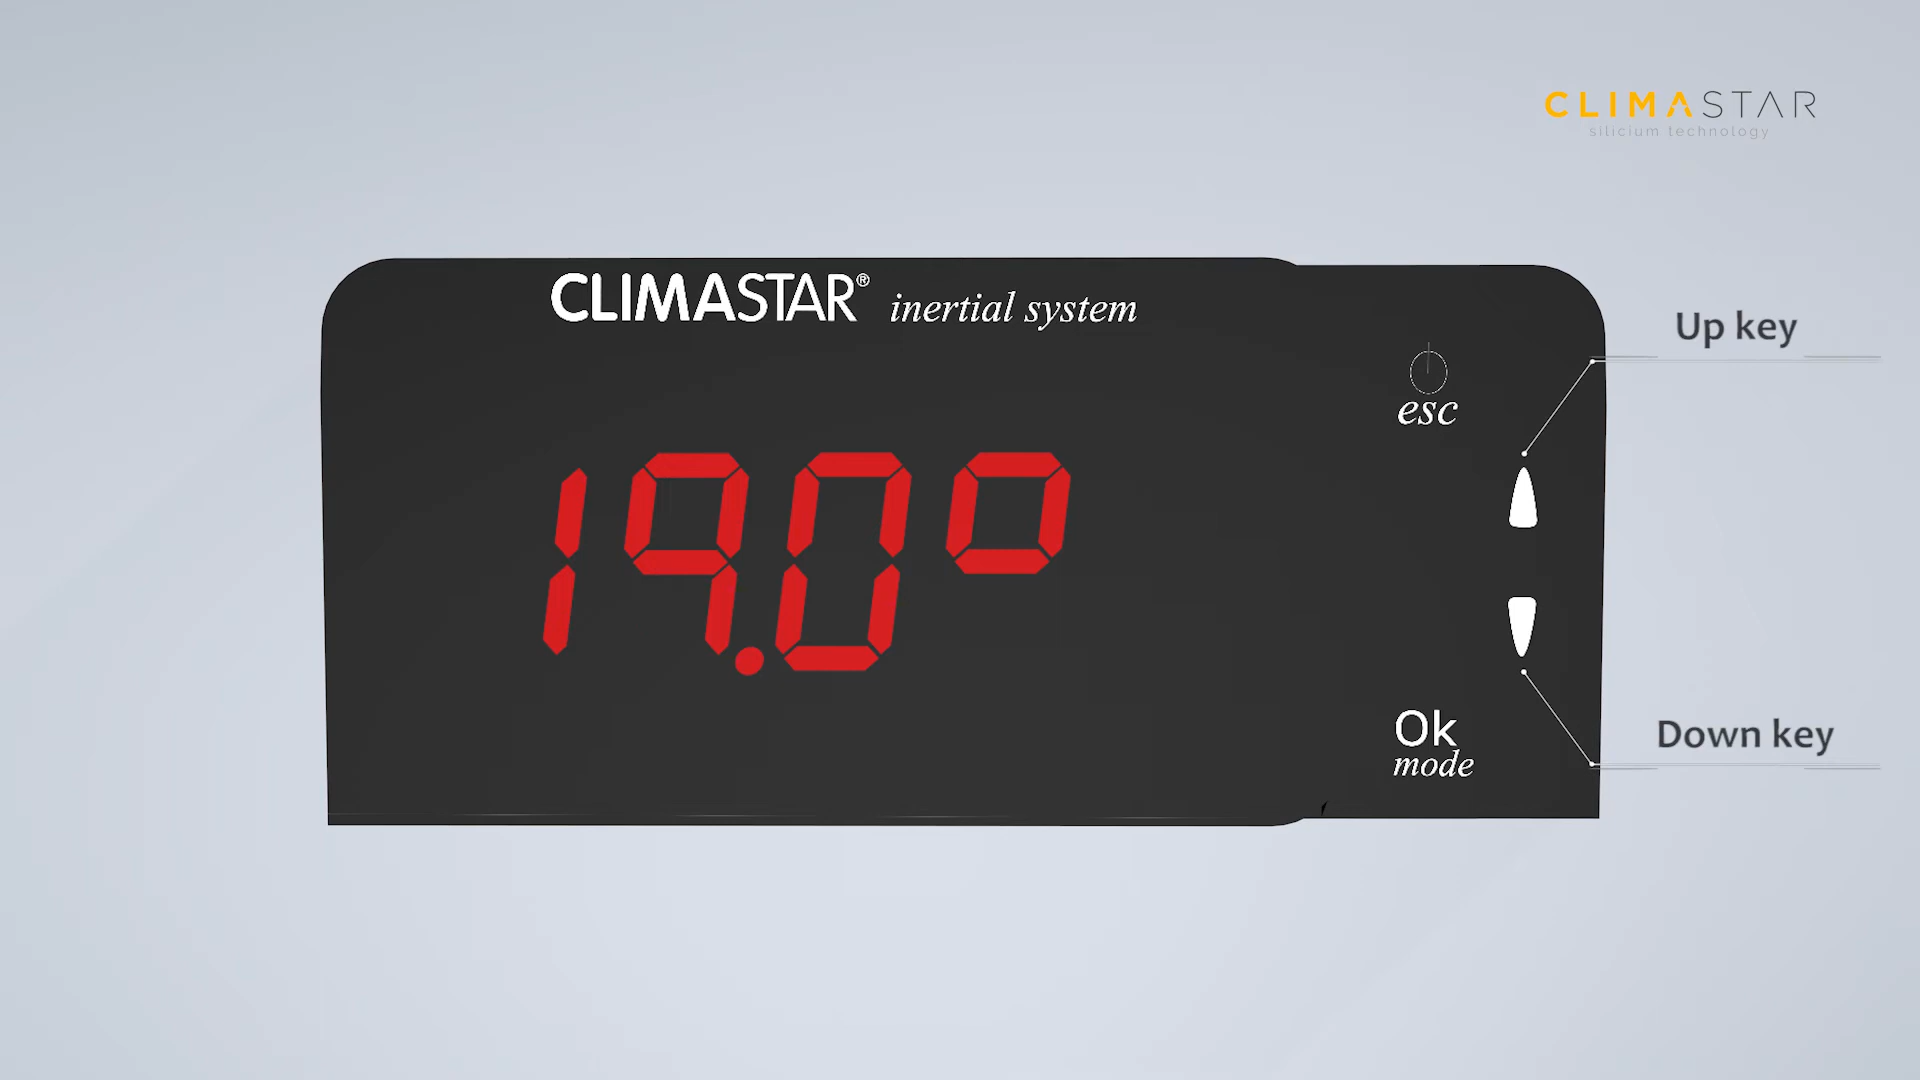 CLIMASTAR
silicium technology
CLIMASTAR® inertial system
Up key
esc
19.0°
Ok
mode
Down key